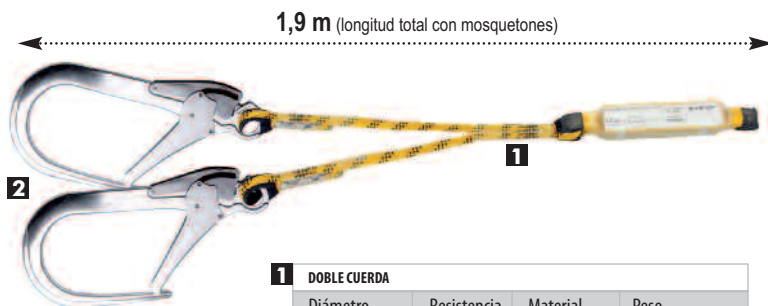 1,9 m (longitud total con mosquetones)
1
2
1 DOBLE CUERDA
Diámetro Resistencia Material Peso